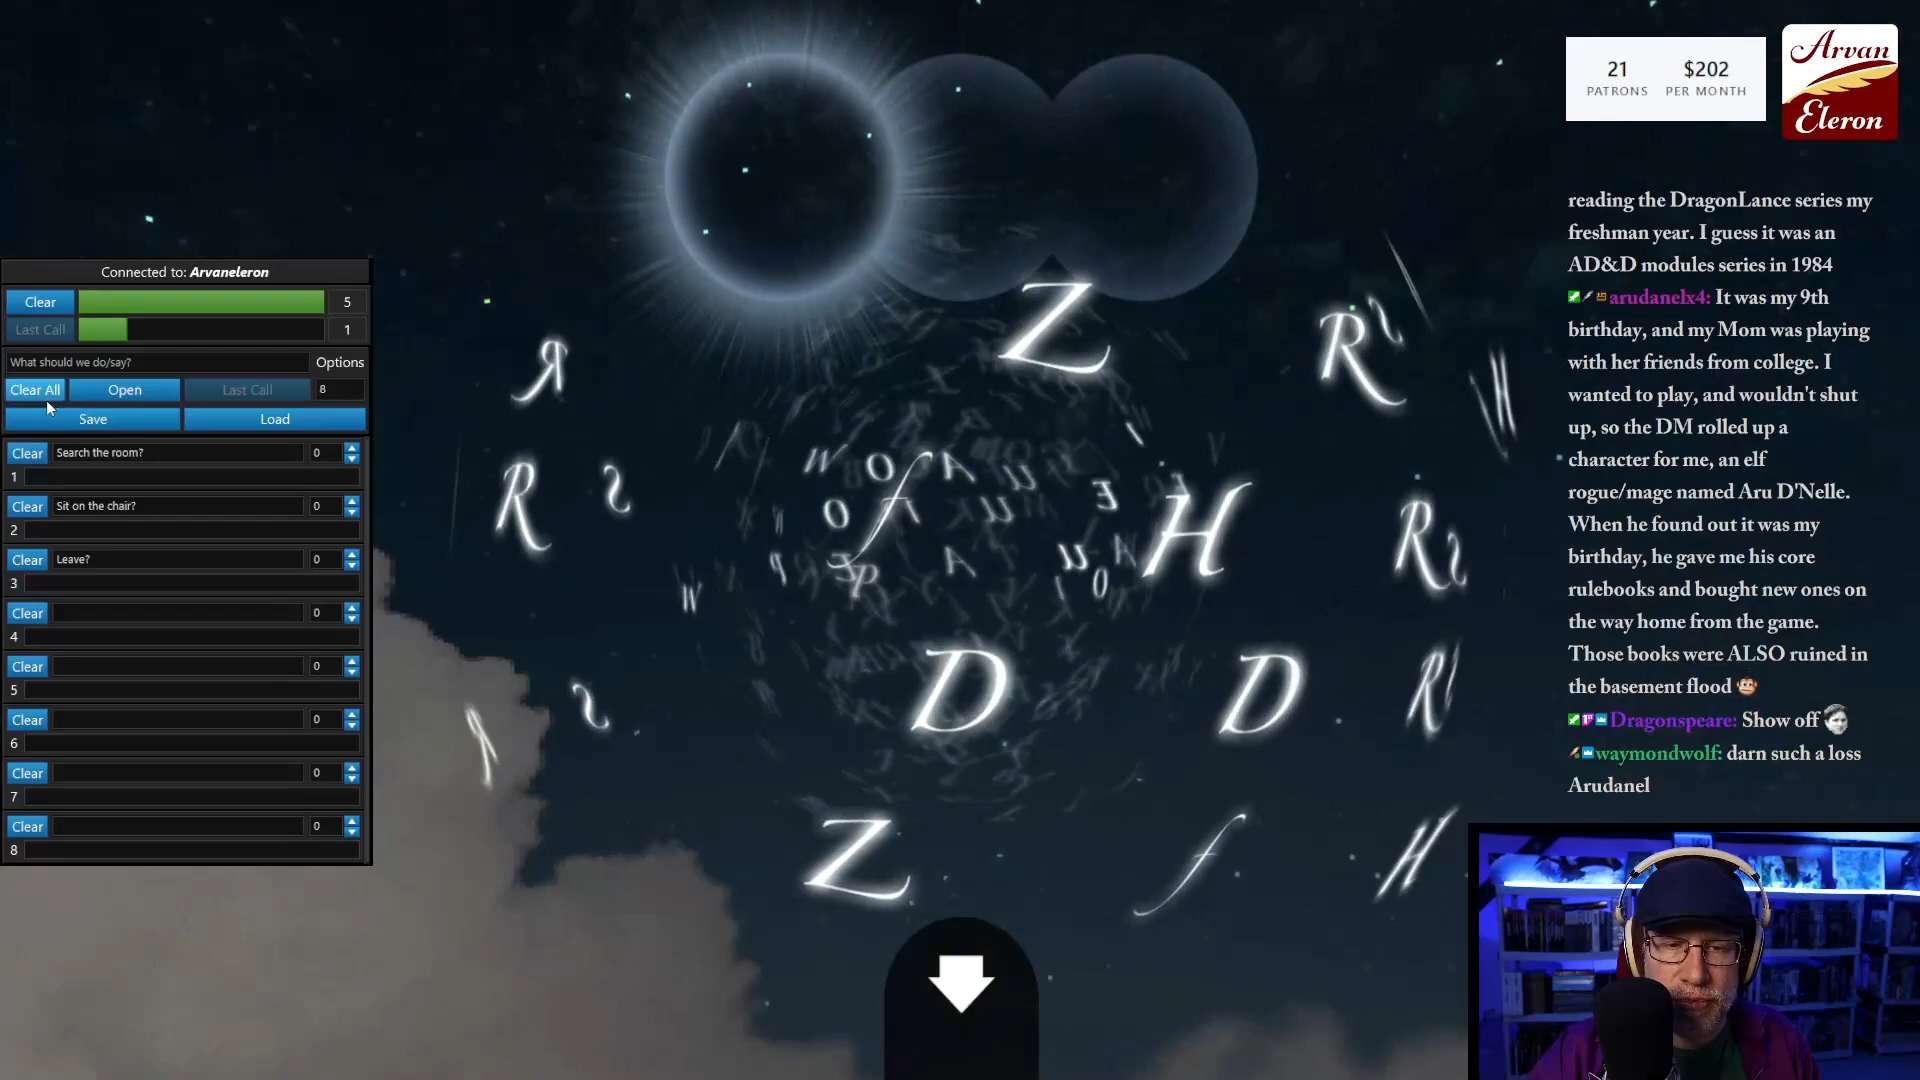 21 $202
PATRONS PER MONTH
Arvan
Eleron
Connected to: Arvaneleron
Clear 5
Last Call 1
What should we do/say? Options
Clear All Open Last Call 8
Save Load
Clear Search the room? 0
1
Clear Sit on the chair? 0
2
Clear Leave? 0
3
Clear 0
4
Clear 0
5
Clear 0
6
Clear 0
7
Clear 0
8
Z
R
R
H
R
D
D
Z
f
H
reading the DragonLance series my
freshman year. I guess it was an
AD&D modules series in 1984
arudanelx4: It was my 9th
birthday, and my Mom was playing
with her friends from college. I
wanted to play, and wouldn't shut
up, so the DM rolled up a
character for me, an elf
rogue/mage named Aru D'Nelle.
When he found out it was my
birthday, he gave me his core
rulebooks and bought new ones on
the way home from the game.
Those books were ALSO ruined in
the basement flood
Dragonspeare: Show off
waymondwolf: darn such a loss
Arudanel